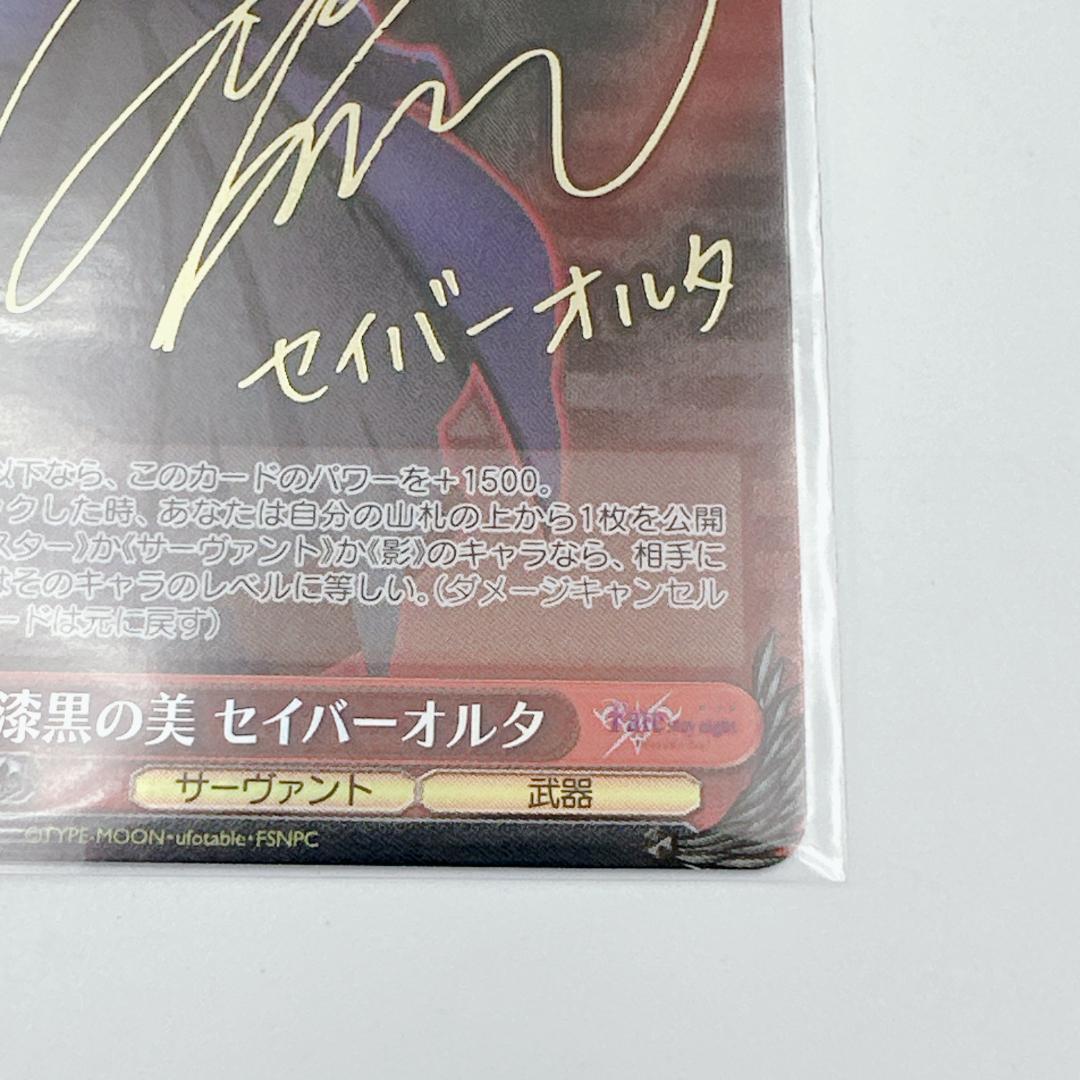 セイバーオルタ
以下なら、このカードのパワーを+1500。
クした時、あなたは自分の山札の上から1枚を公開
スター》か《サーヴァント》か《影》のキャラなら、相手に
はそのキャラのレベルに等しい。(ダメージキャンセル
ードは元に戻す)
漆黒の美 セイバーオルタ
Fate stay night
サーヴァント 武器
©TYPE-MOON・ufotable・FSNPC